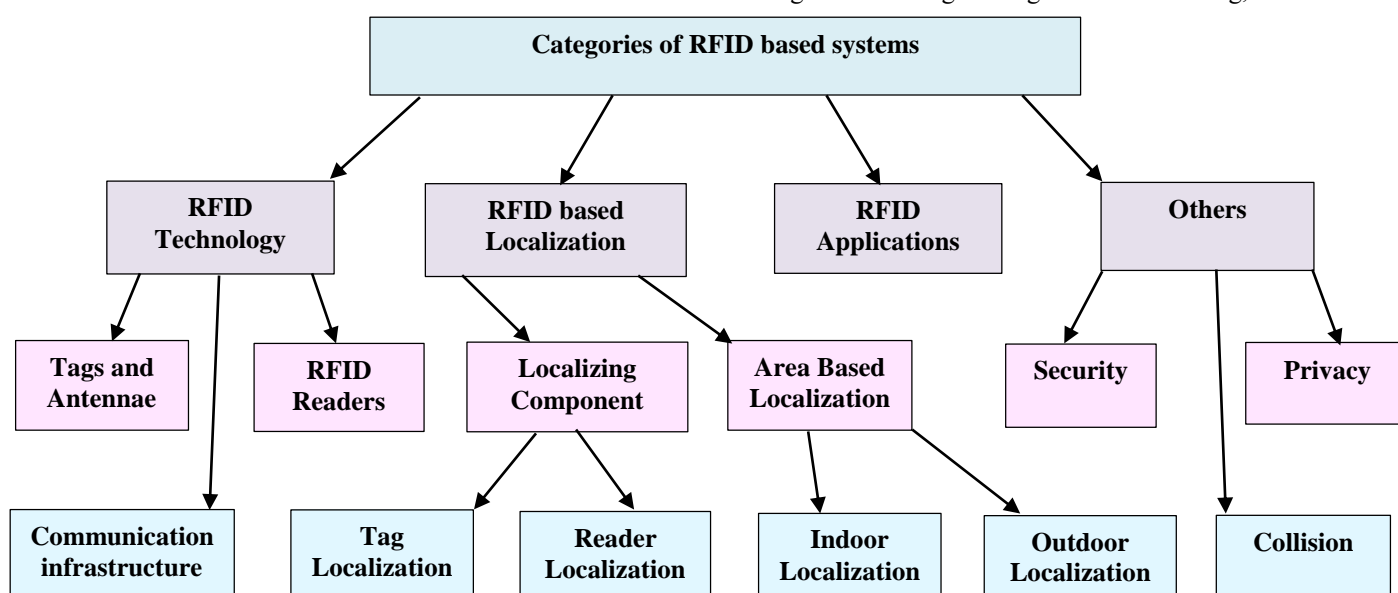 Categories of RFID based systems
RFID
Technology
RFID based
Localization
RFID
Applications
Others
Tags and
Antennae
RFID
Readers
Localizing
Component
Area Based
Localization
Security
Privacy
Communication
infrastructure
Tag
Localization
Reader
Localization
Indoor
Localization
Outdoor
Localization
Collision